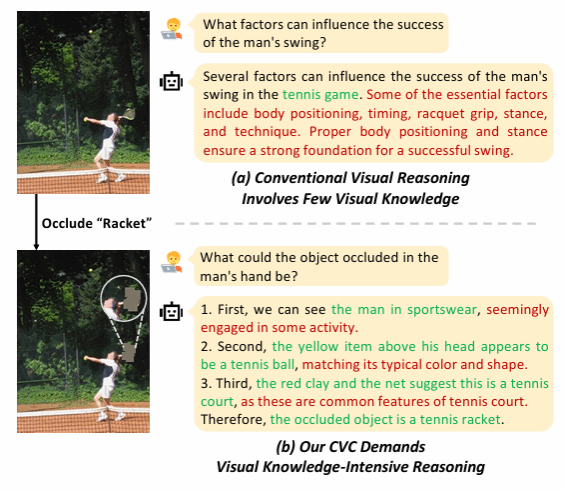 What factors can influence the success
of the man's swing?
Several factors can influence the success of the man's
swing in the tennis game. Some of the essential factors
include body positioning, timing, racquet grip, stance,
and technique. Proper body positioning and stance
ensure a strong foundation for a successful swing.
(a) Conventional Visual Reasoning
Involves Few Visual Knowledge
Occlude “Racket”
What could the object occluded in the
man's hand be?
1. First, we can see the man in sportswear, seemingly
engaged in some activity.
2. Second, the yellow item above his head appears to
be a tennis ball, matching its typical color and shape.
3. Third, the red clay and the net suggest this is a tennis
court, as these are common features of tennis court.
Therefore, the occluded object is a tennis racket.
(b) Our CVC Demands
Visual Knowledge-Intensive Reasoning